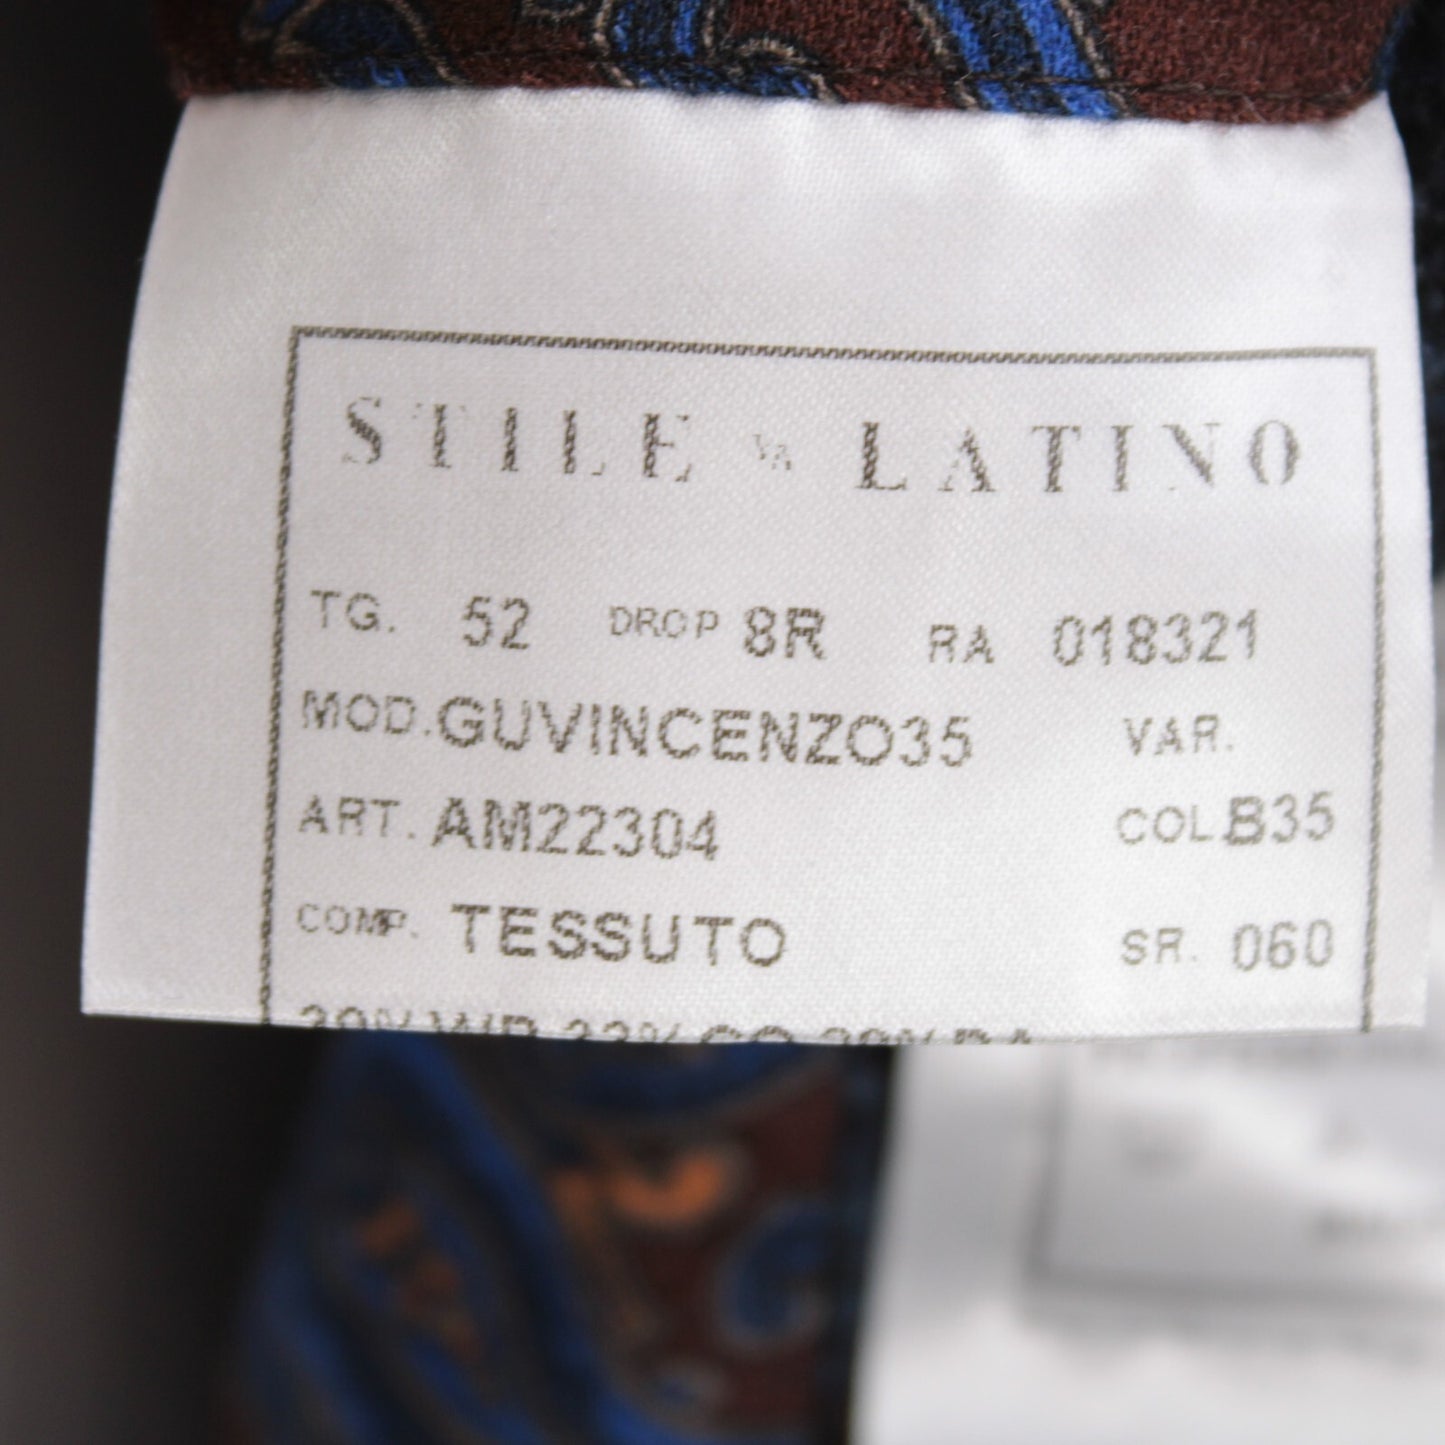 STILE LATINO
TG. 52 DROP 8R RA 018321
MOD. GUVINCENZO35 VAR.
ART. AM22304 COL. B35
COMP. TESSUTO SR. 060